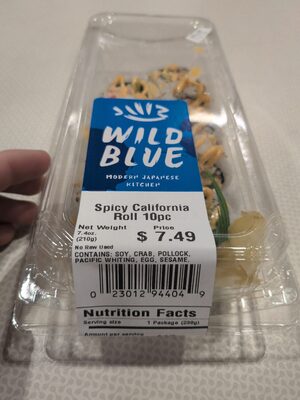 WILD
BLUE
MODERN JAPANESE
KITCHEN
Spicy California
Roll 10pc
Net Weight Price
7.4oz. $ 7.49
(210g)
No Raw Used
CONTAINS: SOY, CRAB, POLLOCK,
PACIFIC WHITING, EGG, SESAME,
0 23012 94404 9
Nutrition Facts
Serving size 1 Package (209g)
Amount per serving